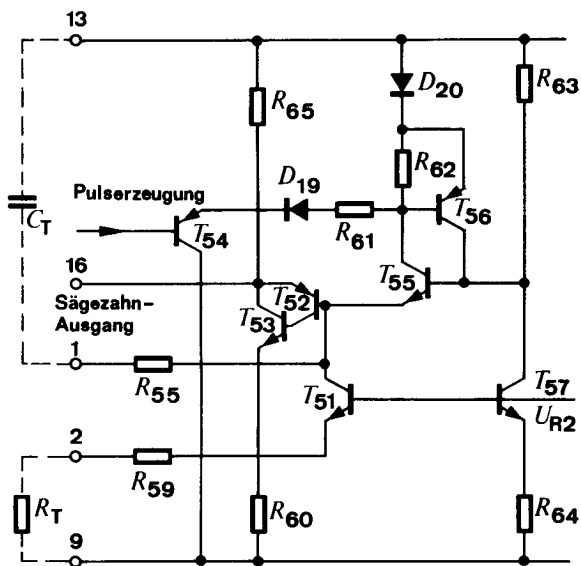 13
R65
D20
R63
R62
D19
Pulserzeugung
CT
T54
R61
T56
16
T52
T55
Sägezahn-
Ausgang
T53
1
R55
T51
T57
UR2
2
R59
RT
R60
R64
9